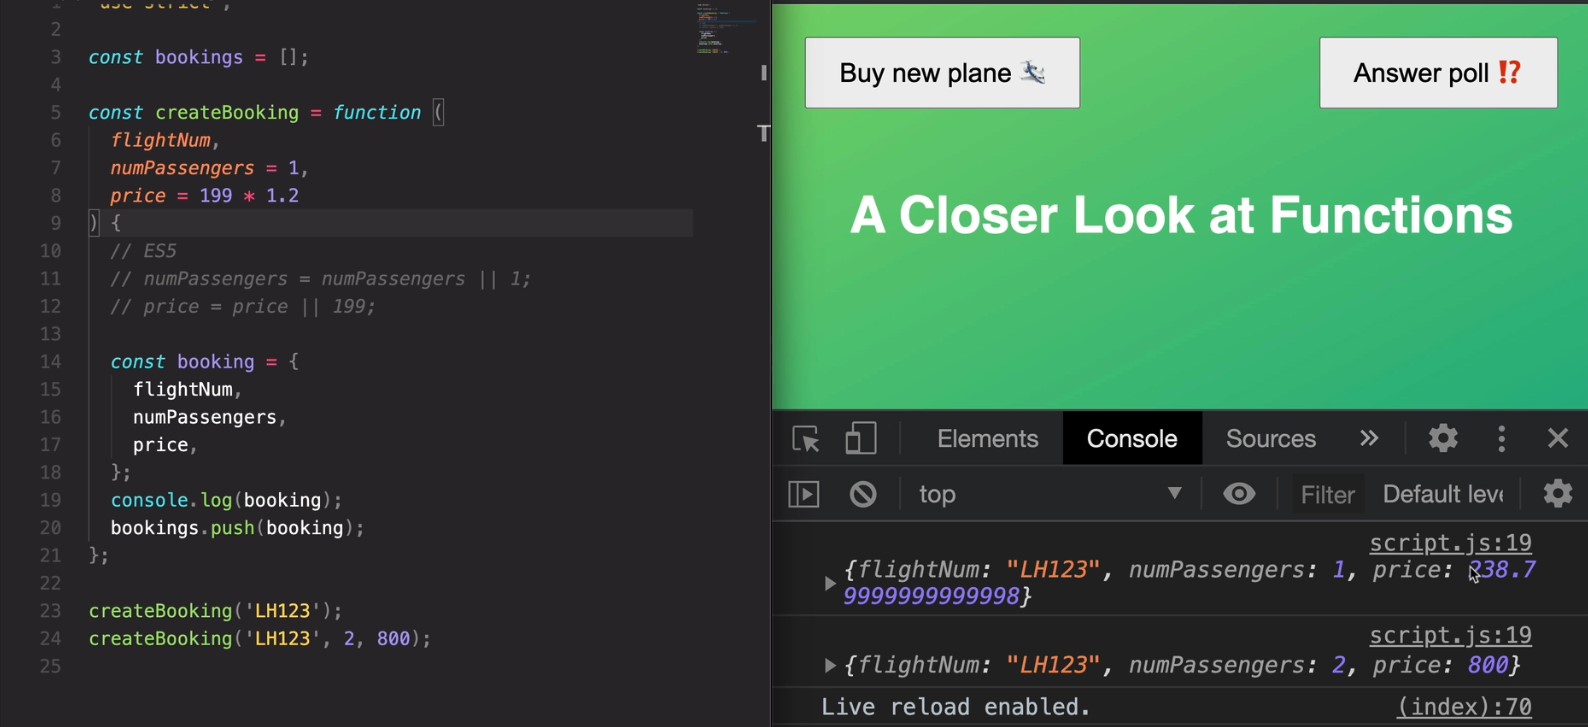 1 'use strict';
2
3 const bookings = [];
4
5 const createBooking = function (
6 flightNum,
7 numPassengers = 1,
8 price = 199 * 1.2
9 ) {
10 // ES5
11 // numPassengers = numPassengers || 1;
12 // price = price || 199;
13
14 const booking = {
15 flightNum,
16 numPassengers,
17 price,
18 };
19 console.log(booking);
20 bookings.push(booking);
21 };
22
23 createBooking('LH123');
24 createBooking('LH123', 2, 800);
25
Buy new plane 🛩
Answer poll ⁉️
A Closer Look at Functions
Elements Console Sources »
top ▼ Filter Default leve
script.js:19
{flightNum: "LH123", numPassengers: 1, price: 238.7
9999999999998}
script.js:19
{flightNum: "LH123", numPassengers: 2, price: 800}
Live reload enabled. (index):70